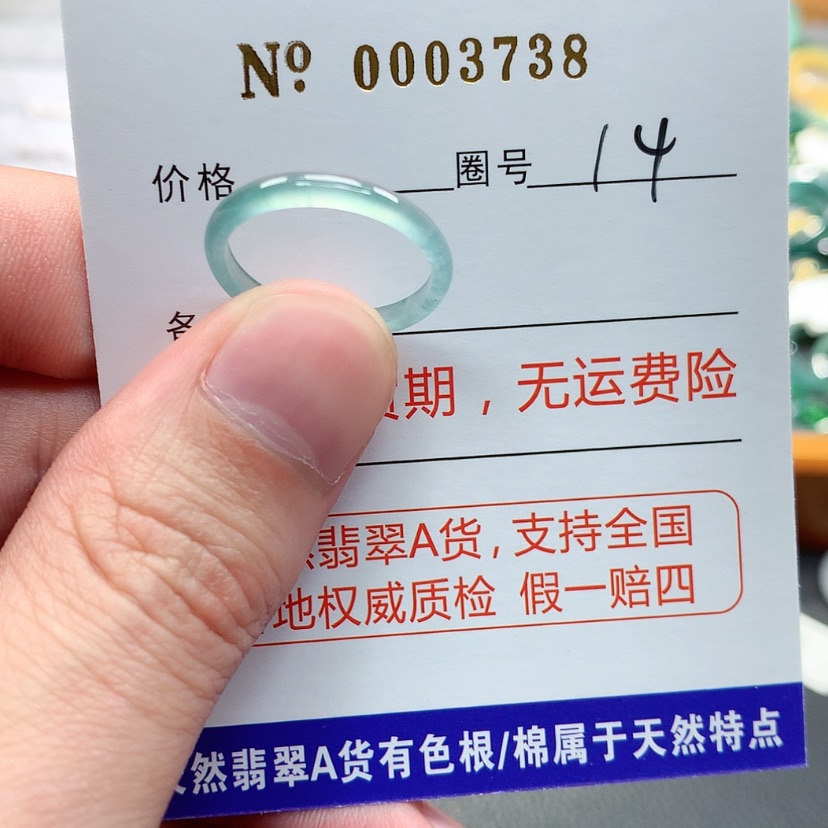 Nº 0003738
价格 圈号 14
备
期，无运费险
翡翠A货，支持全国
地权威质检 假一赔四
然翡翠A货有色根/棉属于天然特点